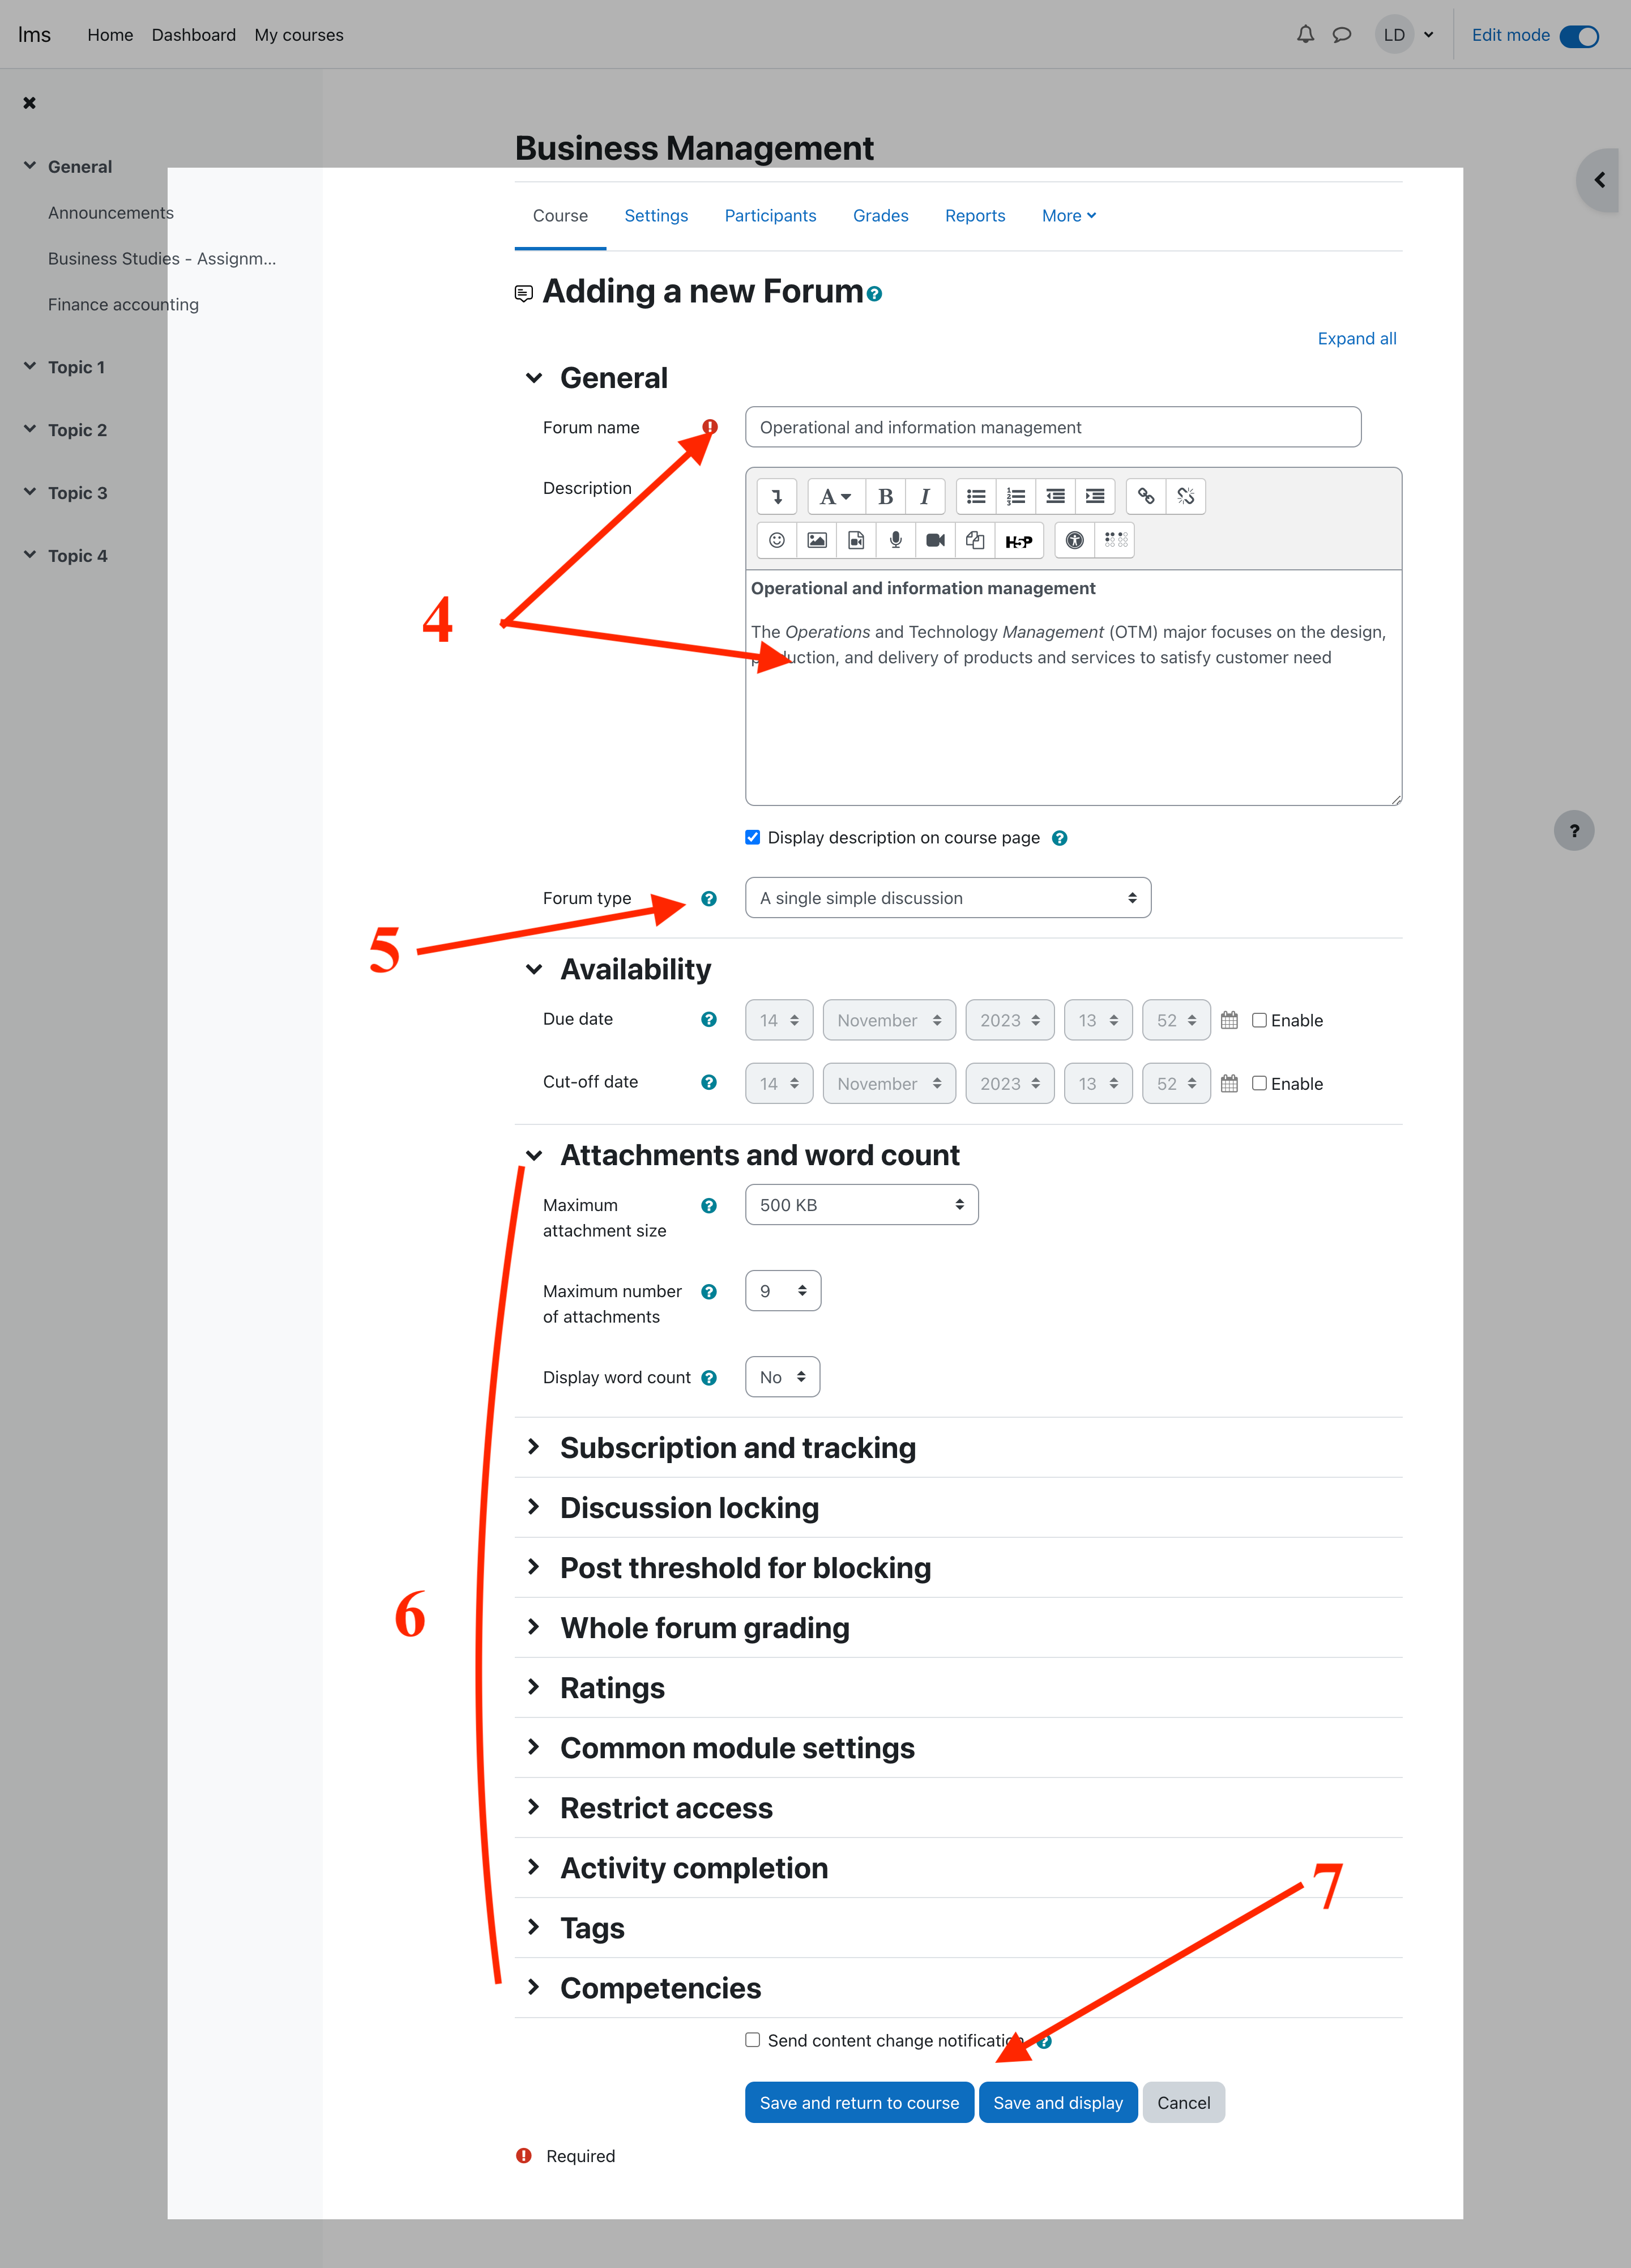 lms Home Dashboard My courses LD Edit mode
General
Announcements
Business Studies - Assignm...
Finance accounting
Topic 1
Topic 2
Topic 3
Topic 4
Business Management
Course Settings Participants Grades Reports More
Adding a new Forum
Expand all
General
Forum name Operational and information management
Description
A B I
H5P
Operational and information management
The Operations and Technology Management (OTM) major focuses on the design,
production, and delivery of products and services to satisfy customer need
4
Display description on course page
Forum type A single simple discussion
5
Availability
Due date 14 November 2023 13 52 Enable
Cut-off date 14 November 2023 13 52 Enable
Attachments and word count
Maximum
attachment size
500 KB
Maximum number
of attachments
9
Display word count No
Subscription and tracking
Discussion locking
Post threshold for blocking
6
Whole forum grading
Ratings
Common module settings
Restrict access
Activity completion
7
Tags
Competencies
Send content change notification
Save and return to course Save and display Cancel
Required